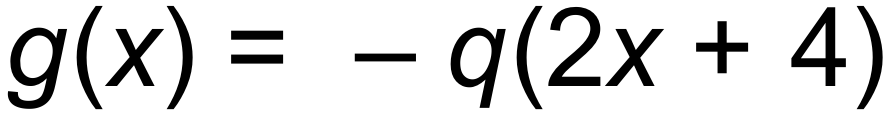 g(x) = − q(2x + 4)